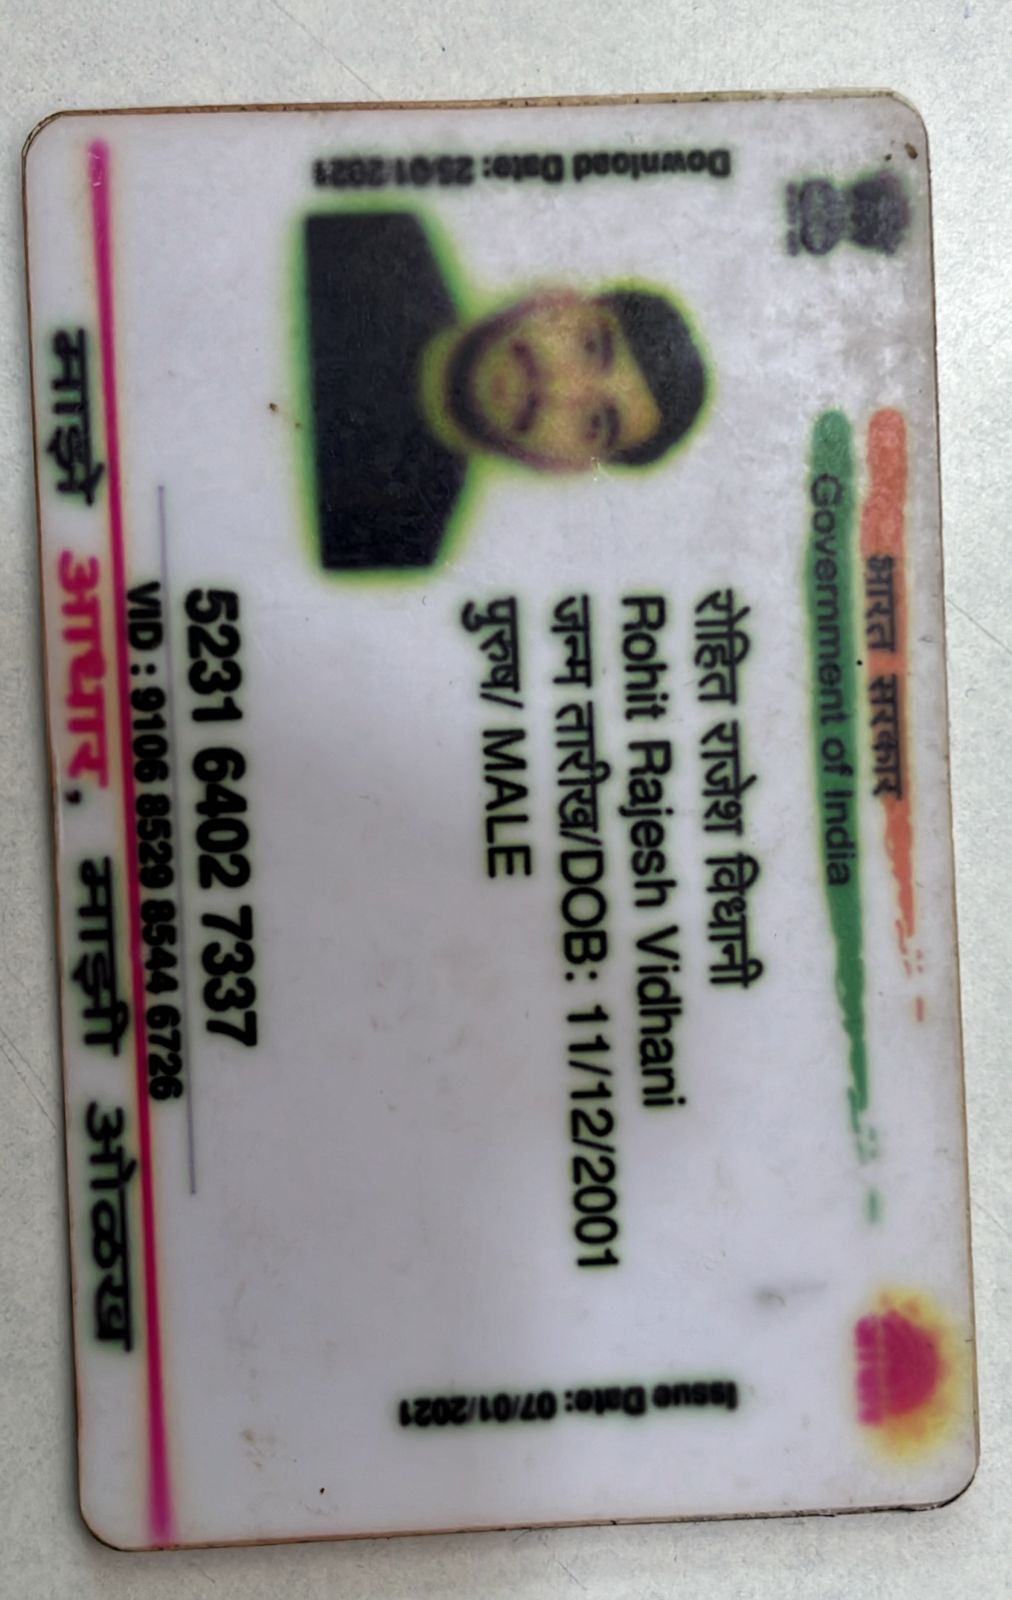 भारत सरकार
Government of India
Download Date: 25/01/2021
रोहित राजेश विधानी
Rohit Rajesh Vidhani
जन्म तारीख/DOB: 11/12/2001
पुरुष/ MALE
Issue Date: 07/01/2021
5231 6402 7337
VID : 9106 8529 8544 6726
माझे आधार, माझी ओळख